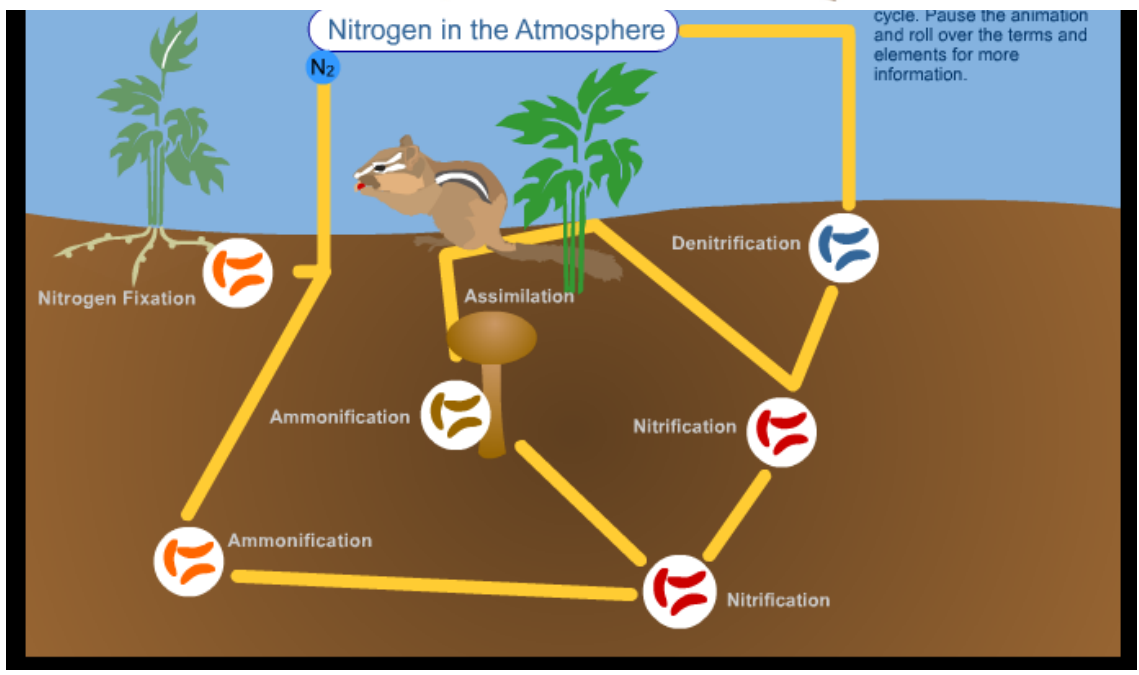 Nitrogen in the Atmosphere
cycle. Pause the animation
and roll over the terms and
elements for more
information.
N2
Denitrification
Nitrogen Fixation
Assimilation
Ammonification
Nitrification
Ammonification
Nitrification